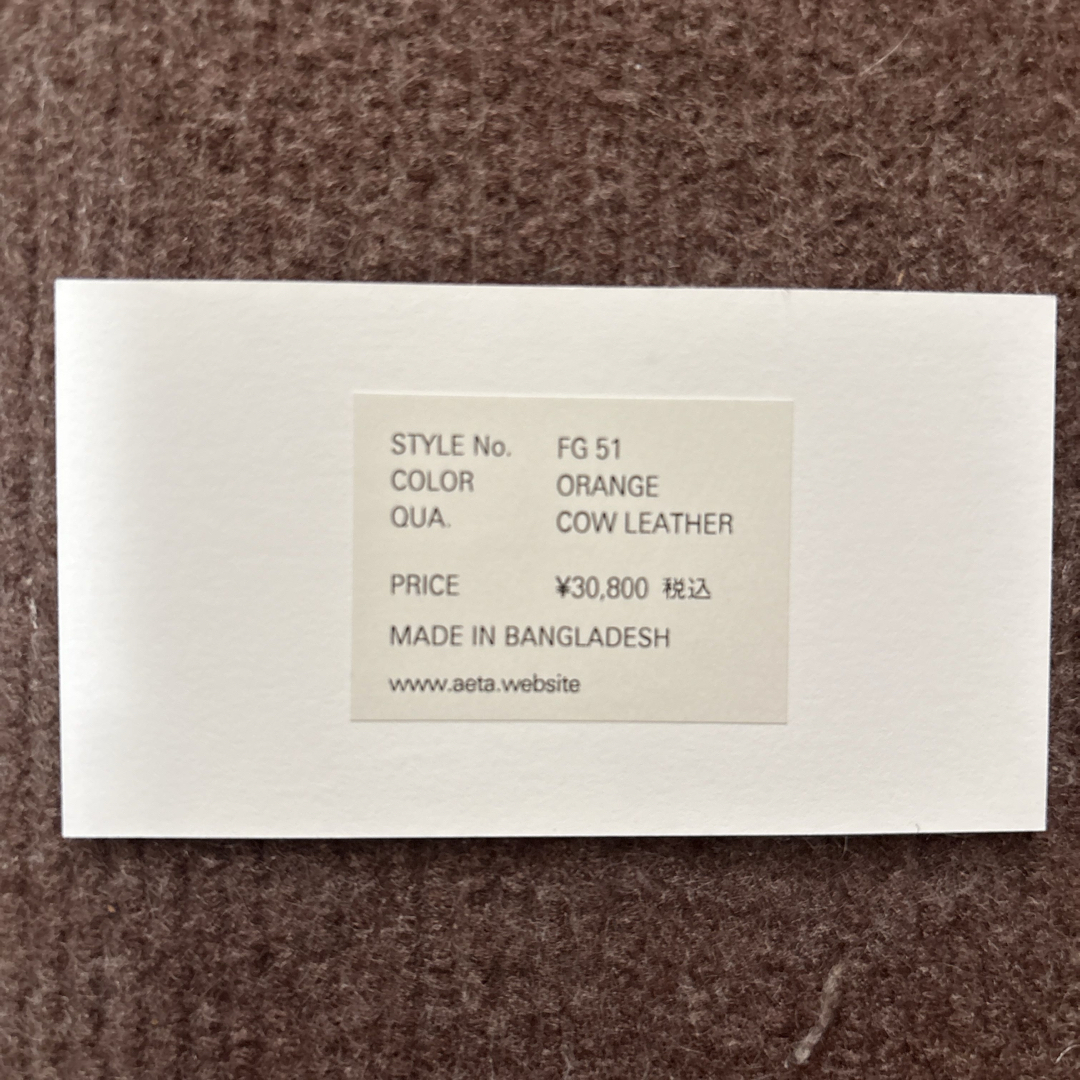 STYLE No. FG 51
COLOR ORANGE
QUA. COW LEATHER
PRICE ¥30,800 税込
MADE IN BANGLADESH
www.aeta.website